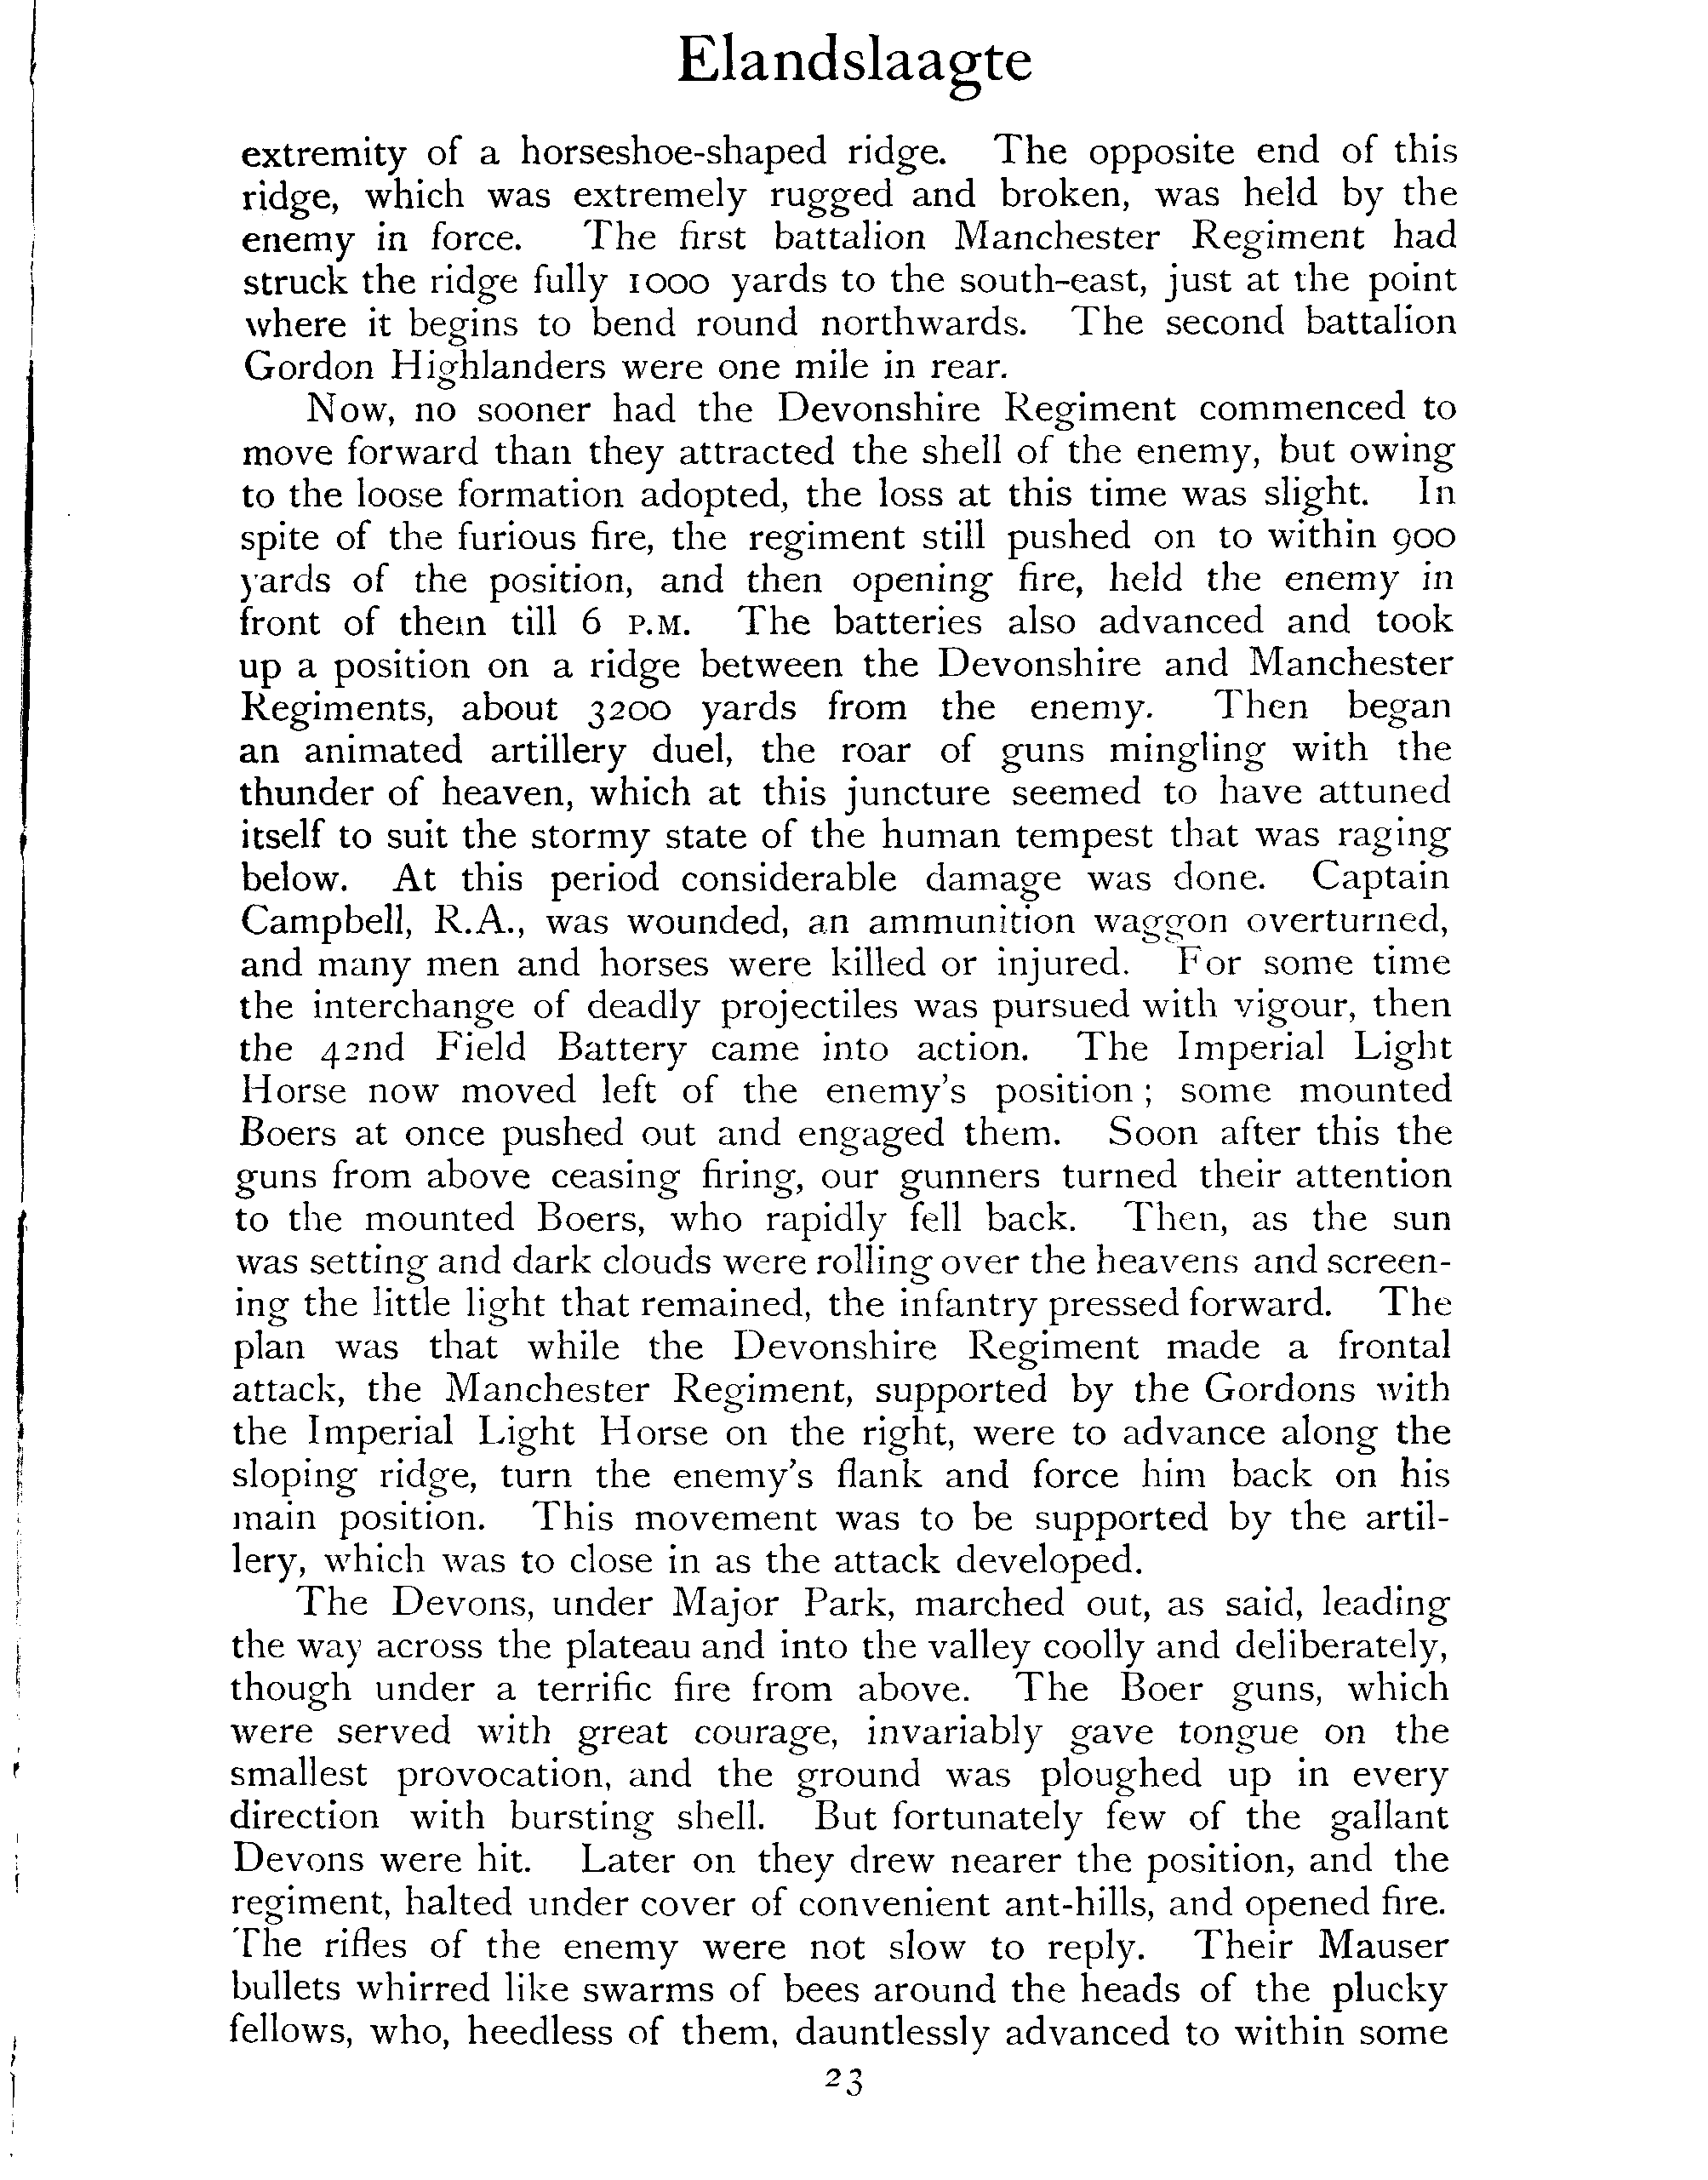 Elandslaagte
extremity of a horseshoe-shaped ridge. The opposite end of this
ridge, which was extremely rugged and broken, was held by the
enemy in force. The first battalion Manchester Regiment had
struck the ridge fully 1000 yards to the south-east, just at the point
where it begins to bend round northwards. The second battalion
Gordon Highlanders were one mile in rear.
Now, no sooner had the Devonshire Regiment commenced to
move forward than they attracted the shell of the enemy, but owing
to the loose formation adopted, the loss at this time was slight. In
spite of the furious fire, the regiment still pushed on to within 900
yards of the position, and then opening fire, held the enemy in
front of them till 6 P.M. The batteries also advanced and took
up a position on a ridge between the Devonshire and Manchester
Regiments, about 3200 yards from the enemy. Then began
an animated artillery duel, the roar of guns mingling with the
thunder of heaven, which at this juncture seemed to have attuned
itself to suit the stormy state of the human tempest that was raging
below. At this period considerable damage was done. Captain
Campbell, R.A., was wounded, an ammunition waggon overturned,
and many men and horses were killed or injured. For some time
the interchange of deadly projectiles was pursued with vigour, then
the 42nd Field Battery came into action. The Imperial Light
Horse now moved left of the enemy's position; some mounted
Boers at once pushed out and engaged them. Soon after this the
guns from above ceasing firing, our gunners turned their attention
to the mounted Boers, who rapidly fell back. Then, as the sun
was setting and dark clouds were rolling over the heavens and screen-
ing the little light that remained, the infantry pressed forward. The
plan was that while the Devonshire Regiment made a frontal
attack, the Manchester Regiment, supported by the Gordons with
the Imperial Light Horse on the right, were to advance along the
sloping ridge, turn the enemy's flank and force him back on his
main position. This movement was to be supported by the artil-
lery, which was to close in as the attack developed.
The Devons, under Major Park, marched out, as said, leading
the way across the plateau and into the valley coolly and deliberately,
though under a terrific fire from above. The Boer guns, which
were served with great courage, invariably gave tongue on the
smallest provocation, and the ground was ploughed up in every
direction with bursting shell. But fortunately few of the gallant
Devons were hit. Later on they drew nearer the position, and the
regiment, halted under cover of convenient ant-hills, and opened fire.
The rifles of the enemy were not slow to reply. Their Mauser
bullets whirred like swarms of bees around the heads of the plucky
fellows, who, heedless of them, dauntlessly advanced to within some
23